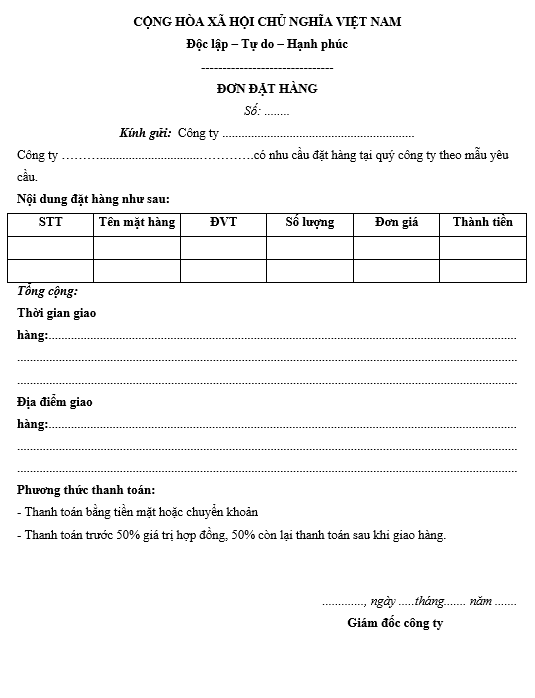 CỘNG HÒA XÃ HỘI CHỦ NGHĨA VIỆT NAM
Độc lập – Tự do – Hạnh phúc
-------------------------------
ĐƠN ĐẶT HÀNG
Số: ........
Kính gửi: Công ty ............................................................
Công ty ………...............................…………..có nhu cầu đặt hàng tại quý công ty theo mẫu yêu
cầu.
Nội dung đặt hàng như sau:
STT Tên mặt hàng ĐVT Số lượng Đơn giá Thành tiền
Tổng cộng:
Thời gian giao
hàng:....................................................................................................................................................
................................................................................................................................................................
................................................................................................................................................................
Địa điểm giao
hàng:....................................................................................................................................................
................................................................................................................................................................
................................................................................................................................................................
Phương thức thanh toán:
- Thanh toán bằng tiền mặt hoặc chuyển khoản
- Thanh toán trước 50% giá trị hợp đồng, 50% còn lại thanh toán sau khi giao hàng.
............., ngày .....tháng....... năm .......
Giám đốc công ty